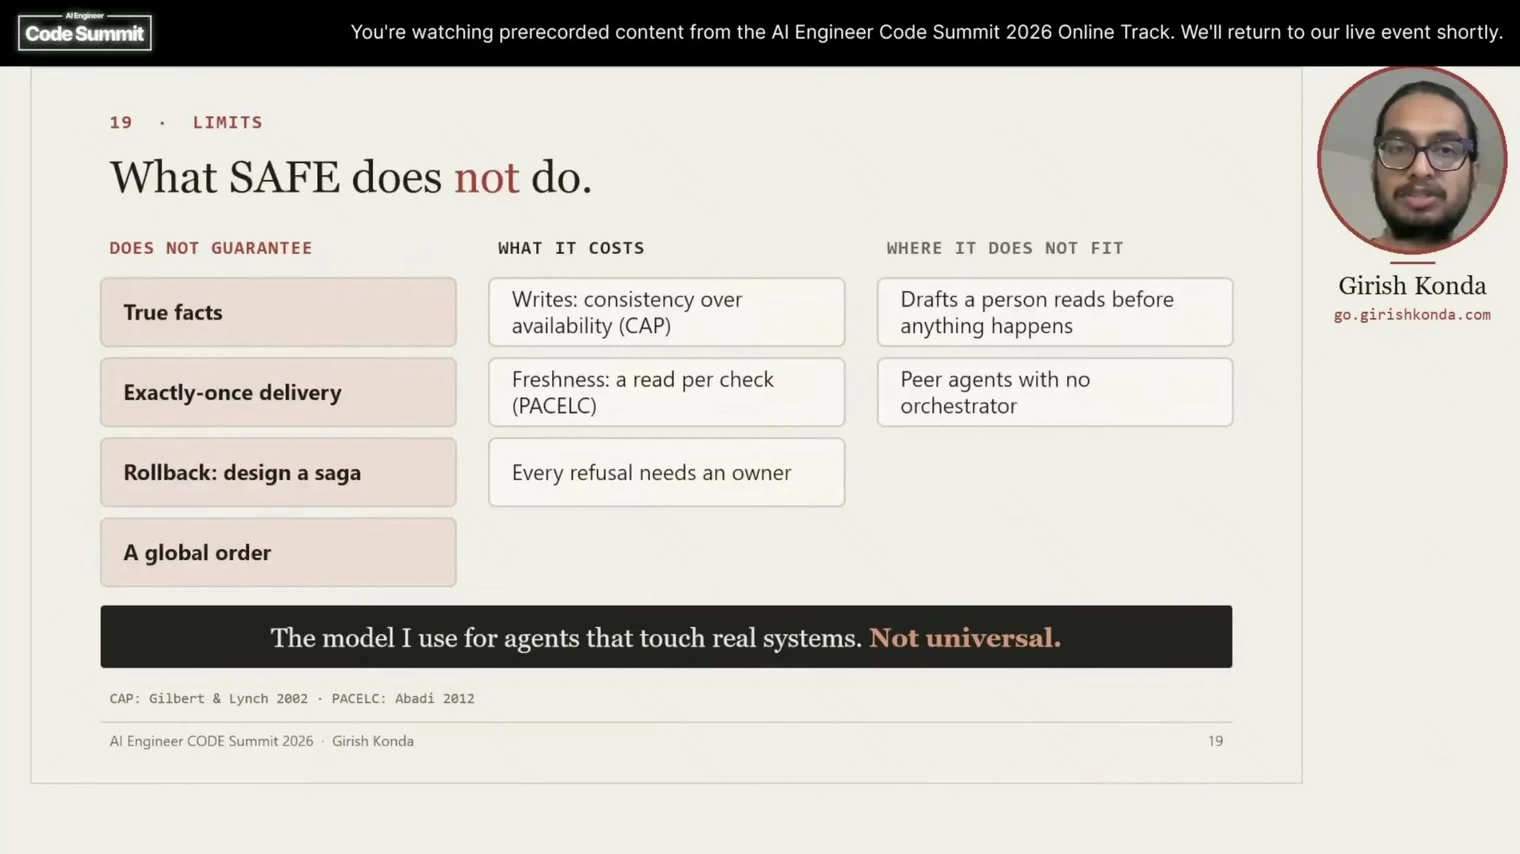 AI Engineer
Code Summit
You're watching prerecorded content from the AI Engineer Code Summit 2026 Online Track. We'll return to our live event shortly.
19 · LIMITS
What SAFE does not do.
DOES NOT GUARANTEE
True facts
Exactly-once delivery
Rollback: design a saga
A global order
WHAT IT COSTS
Writes: consistency over
availability (CAP)
Freshness: a read per check
(PACELC)
Every refusal needs an owner
WHERE IT DOES NOT FIT
Drafts a person reads before
anything happens
Peer agents with no
orchestrator
The model I use for agents that touch real systems. Not universal.
CAP: Gilbert & Lynch 2002 · PACELC: Abadi 2012
AI Engineer CODE Summit 2026 · Girish Konda
19
Girish Konda
go.girishkonda.com